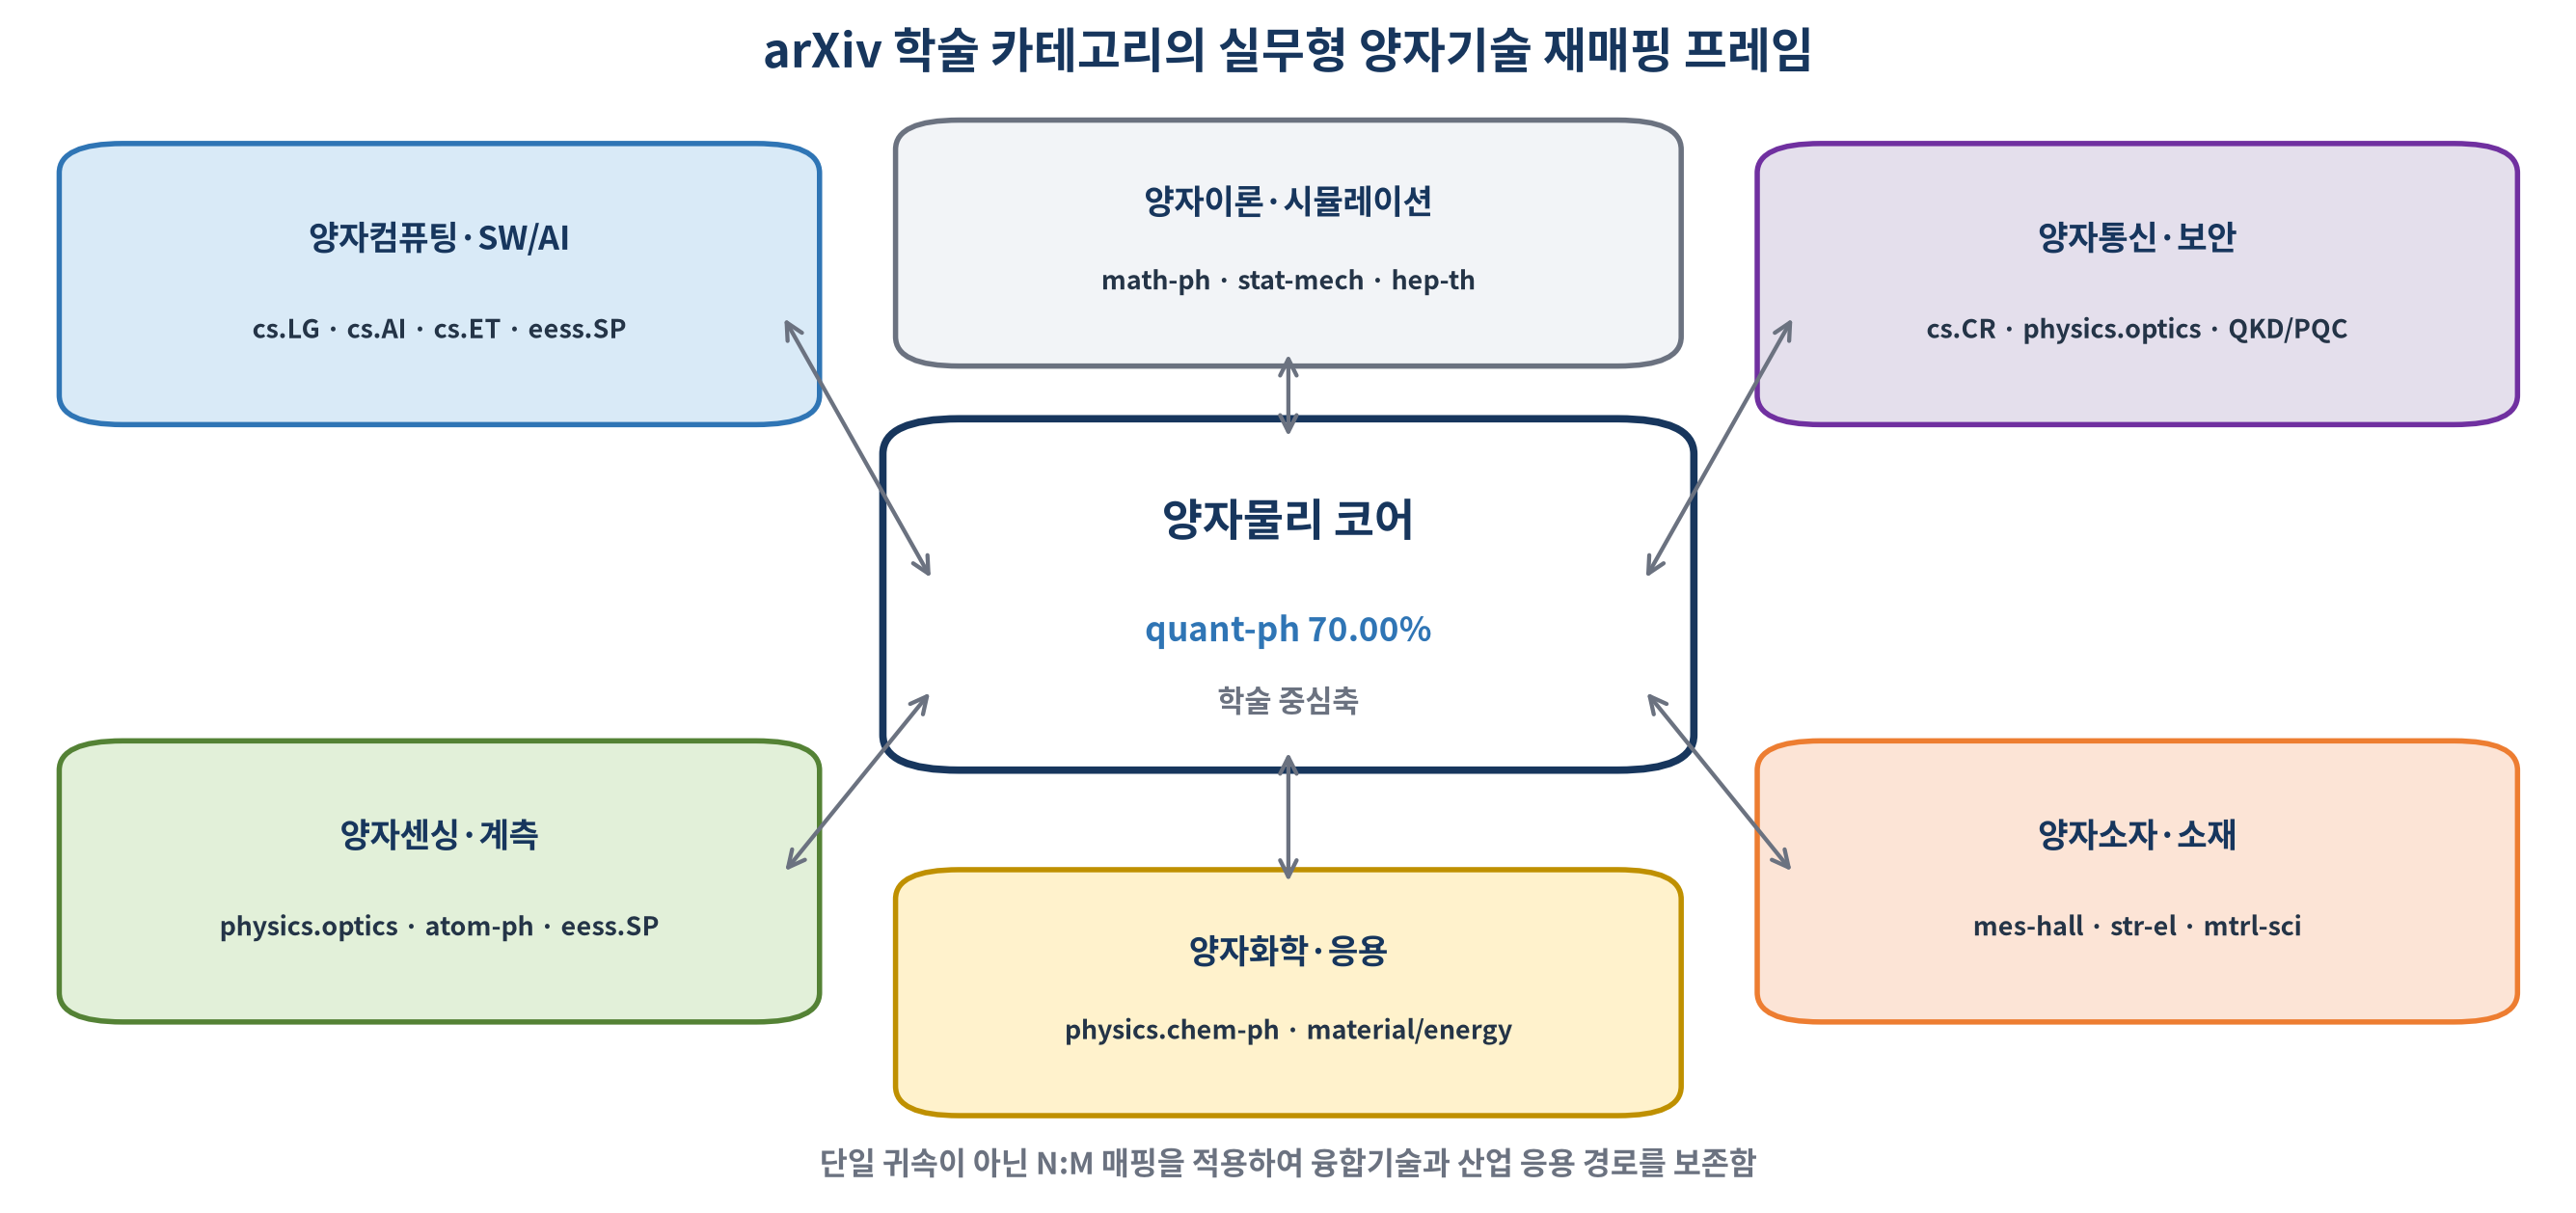 arXiv 학술 카테고리의 실무형 양자기술 재매핑 프레임
양자이론·시뮬레이션
math-ph · stat-mech · hep-th
양자컴퓨팅·SW/AI
cs.LG · cs.AI · cs.ET · eess.SP
양자통신·보안
cs.CR · physics.optics · QKD/PQC
양자물리 코어
quant-ph 70.00%
학술 중심축
양자센싱·계측
physics.optics · atom-ph · eess.SP
양자소자·소재
mes-hall · str-el · mtrl-sci
양자화학·응용
physics.chem-ph · material/energy
단일 귀속이 아닌 N:M 매핑을 적용하여 융합기술과 산업 응용 경로를 보존함